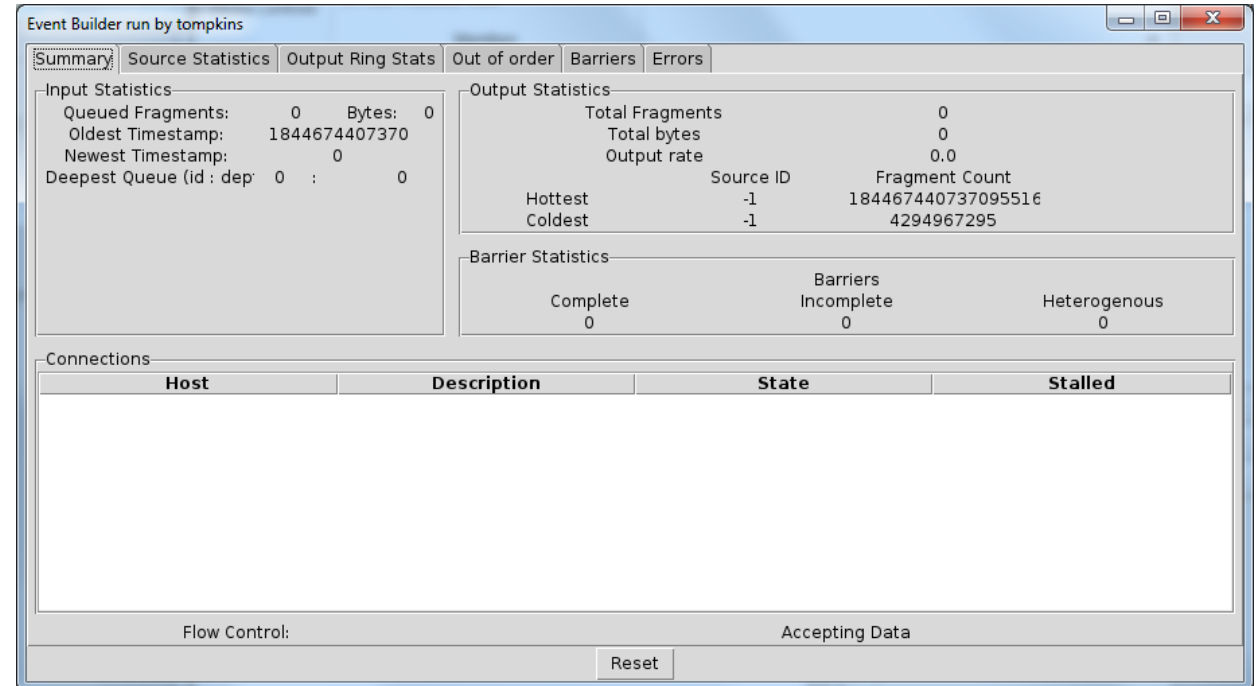 Event Builder run by tompkins
Summary Source Statistics Output Ring Stats Out of order Barriers Errors
Input Statistics
Queued Fragments: 0 Bytes: 0
Oldest Timestamp: 1844674407370
Newest Timestamp: 0
Deepest Queue (id : dep 0 : 0
Output Statistics
Total Fragments 0
Total bytes 0
Output rate 0.0
Source ID Fragment Count
Hottest -1 184467440737095516
Coldest -1 4294967295
Barrier Statistics
Barriers
Complete Incomplete Heterogenous
0 0 0
Connections
Host Description State Stalled
Flow Control: Accepting Data
Reset